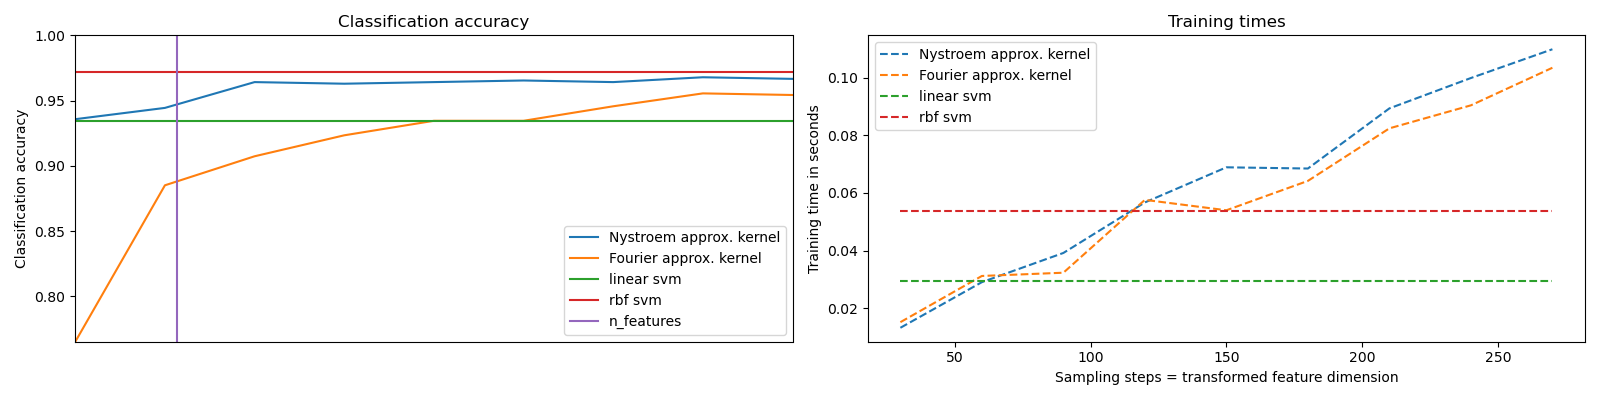 Classification accuracy
Classification accuracy
1.00
0.95
0.90
0.85
0.80
Nystroem approx. kernel
Fourier approx. kernel
linear svm
rbf svm
n_features
Training times
Training time in seconds
0.10
0.08
0.06
0.04
0.02
Nystroem approx. kernel
Fourier approx. kernel
linear svm
rbf svm
50 100 150 200 250
Sampling steps = transformed feature dimension